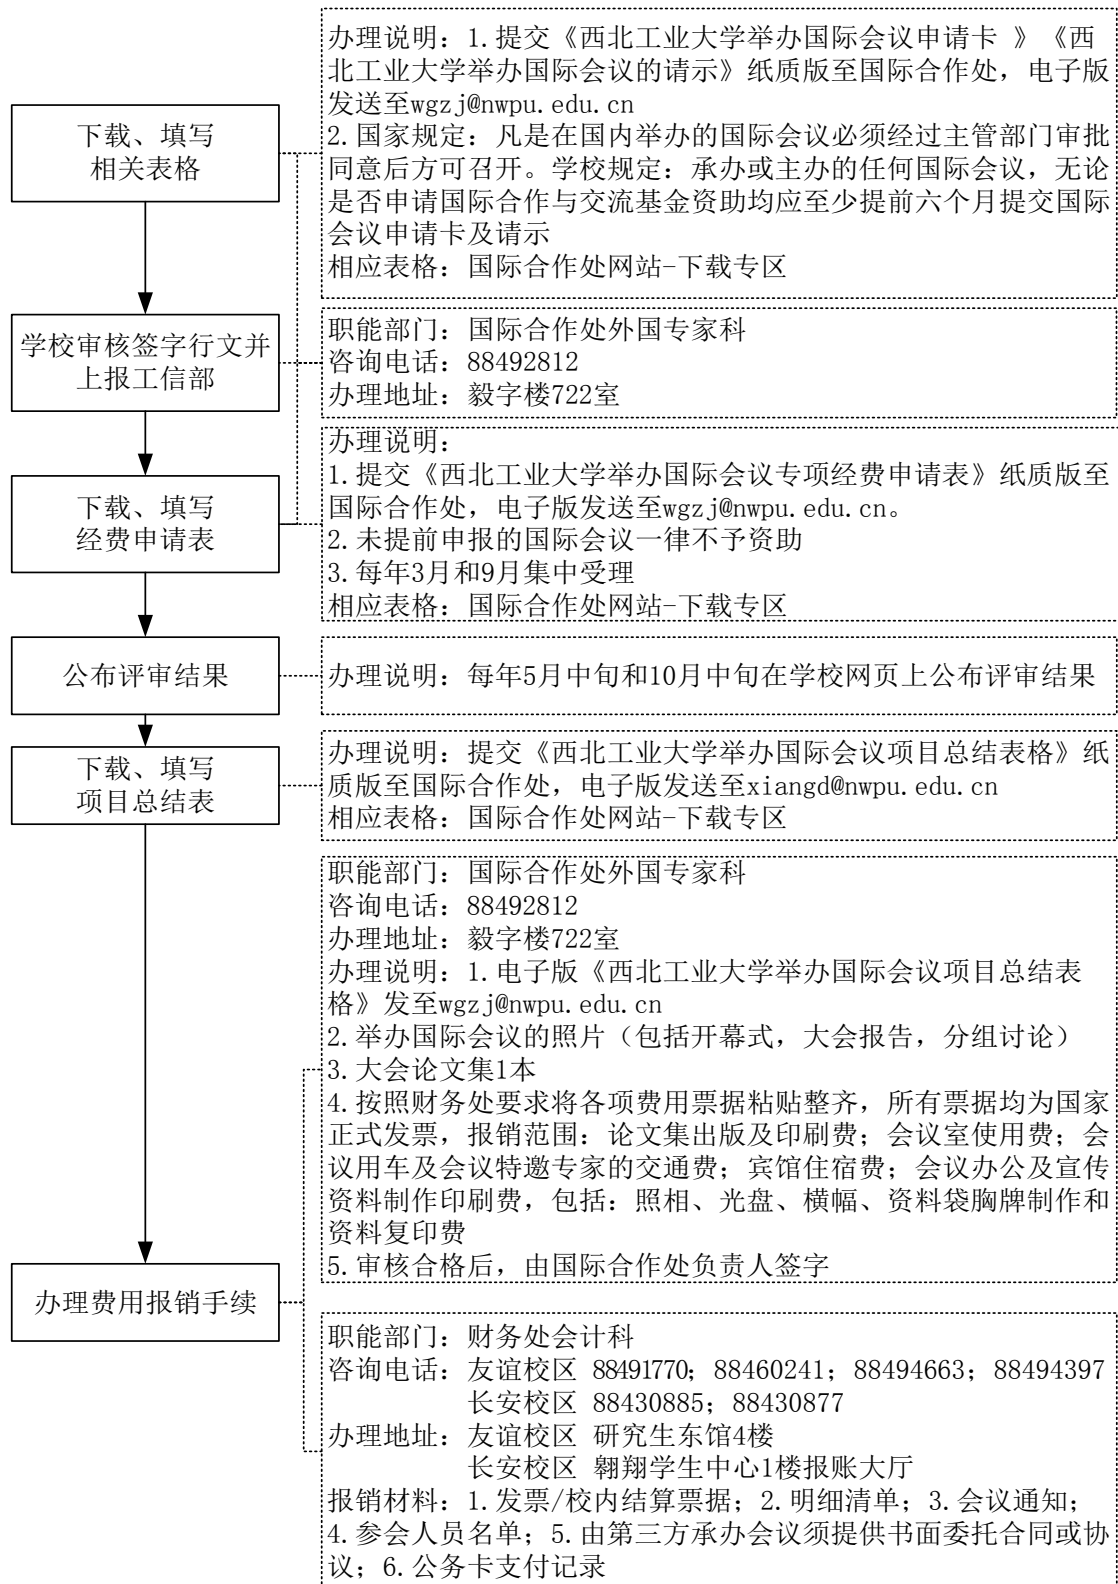 下载、填写
相关表格
办理说明：1.提交《西北工业大学举办国际会议申请卡 》《西
北工业大学举办国际会议的请示》纸质版至国际合作处，电子版
发送至wgzj@nwpu.edu.cn
2.国家规定：凡是在国内举办的国际会议必须经过主管部门审批
同意后方可召开。学校规定：承办或主办的任何国际会议，无论
是否申请国际合作与交流基金资助均应至少提前六个月提交国际
会议申请卡及请示
相应表格：国际合作处网站-下载专区
学校审核签字行文并
上报工信部
职能部门：国际合作处外国专家科
咨询电话：88492812
办理地址：毅字楼722室
下载、填写
经费申请表
办理说明：
1.提交《西北工业大学举办国际会议专项经费申请表》纸质版至
国际合作处，电子版发送至wgzj@nwpu.edu.cn。
2.未提前申报的国际会议一律不予资助
3.每年3月和9月集中受理
相应表格：国际合作处网站-下载专区
公布评审结果
办理说明：每年5月中旬和10月中旬在学校网页上公布评审结果
下载、填写
项目总结表
办理说明：提交《西北工业大学举办国际会议项目总结表格》纸
质版至国际合作处，电子版发送至xiangd@nwpu.edu.cn
相应表格：国际合作处网站-下载专区
办理费用报销手续
职能部门：国际合作处外国专家科
咨询电话：88492812
办理地址：毅字楼722室
办理说明：1.电子版《西北工业大学举办国际会议项目总结表
格》发至wgzj@nwpu.edu.cn
2.举办国际会议的照片（包括开幕式，大会报告，分组讨论）
3.大会论文集1本
4.按照财务处要求将各项费用票据粘贴整齐，所有票据均为国家
正式发票，报销范围：论文集出版及印刷费；会议室使用费；会
议用车及会议特邀专家的交通费；宾馆住宿费；会议办公及宣传
资料制作印刷费，包括：照相、光盘、横幅、资料袋胸牌制作和
资料复印费
5.审核合格后，由国际合作处负责人签字
职能部门：财务处会计科
咨询电话：友谊校区 88491770；88460241；88494663；88494397
长安校区 88430885；88430877
办理地址：友谊校区 研究生东馆4楼
长安校区 翱翔学生中心1楼报账大厅
报销材料：1.发票/校内结算票据；2.明细清单；3.会议通知；
4.参会人员名单；5.由第三方承办会议须提供书面委托合同或协
议；6.公务卡支付记录